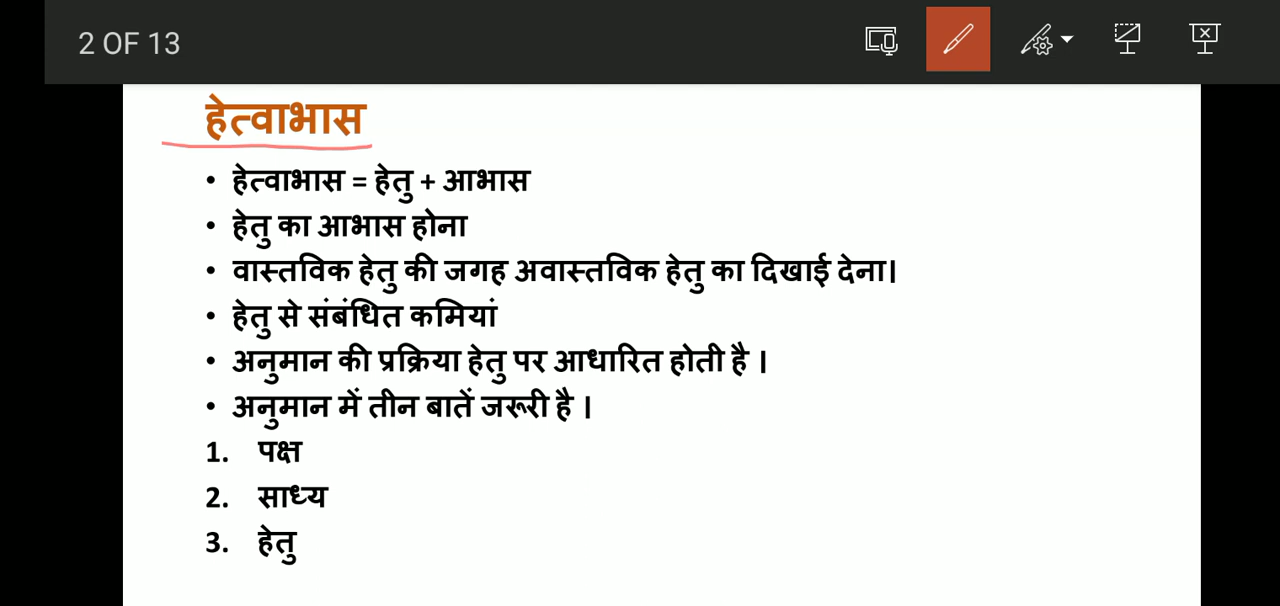 2 OF 13
हेत्वाभास
• हेत्वाभास = हेतु + आभास
• हेतु का आभास होना
• वास्तविक हेतु की जगह अवास्तविक हेतु का दिखाई देना।
• हेतु से संबंधित कमियां
• अनुमान की प्रक्रिया हेतु पर आधारित होती है ।
• अनुमान में तीन बातें जरूरी है ।
1. पक्ष
2. साध्य
3. हेतु